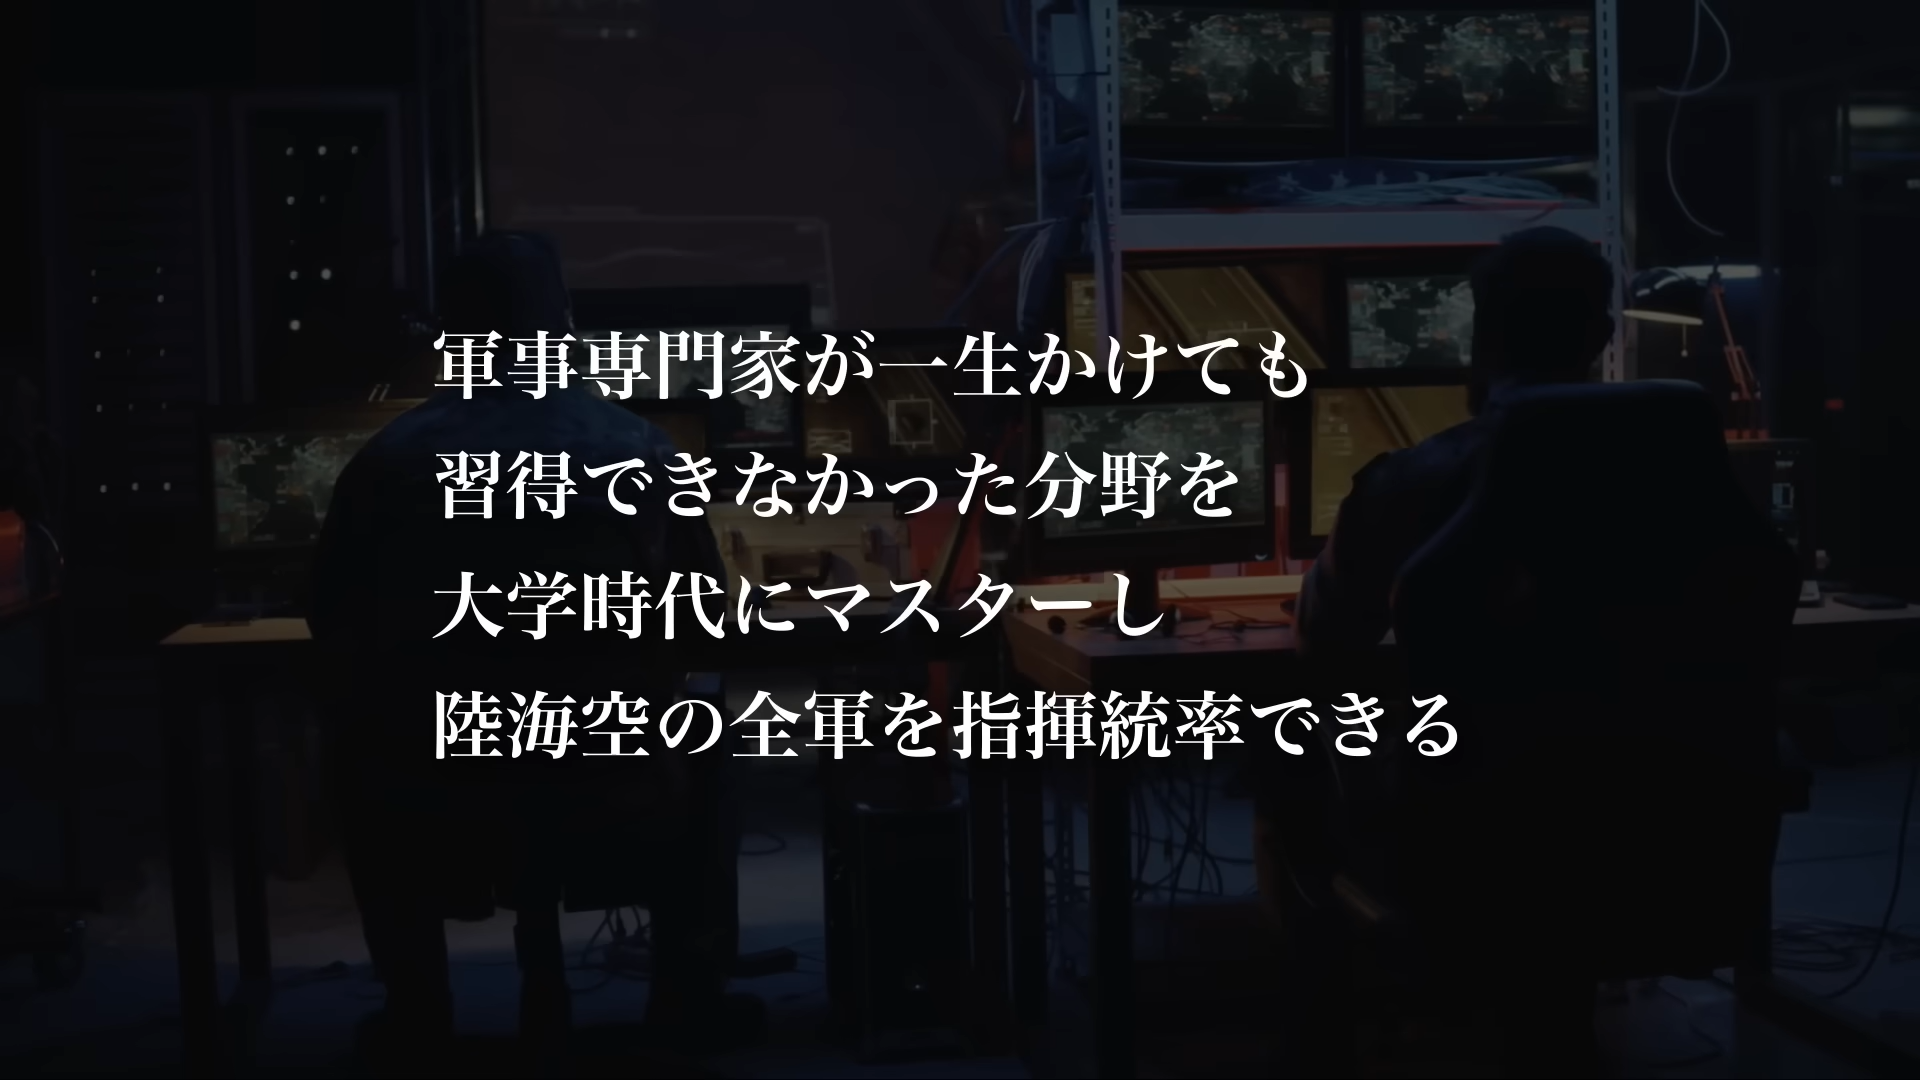 軍事専門家が一生かけても
習得できなかった分野を
大学時代にマスターし
陸海空の全軍を指揮統率できる